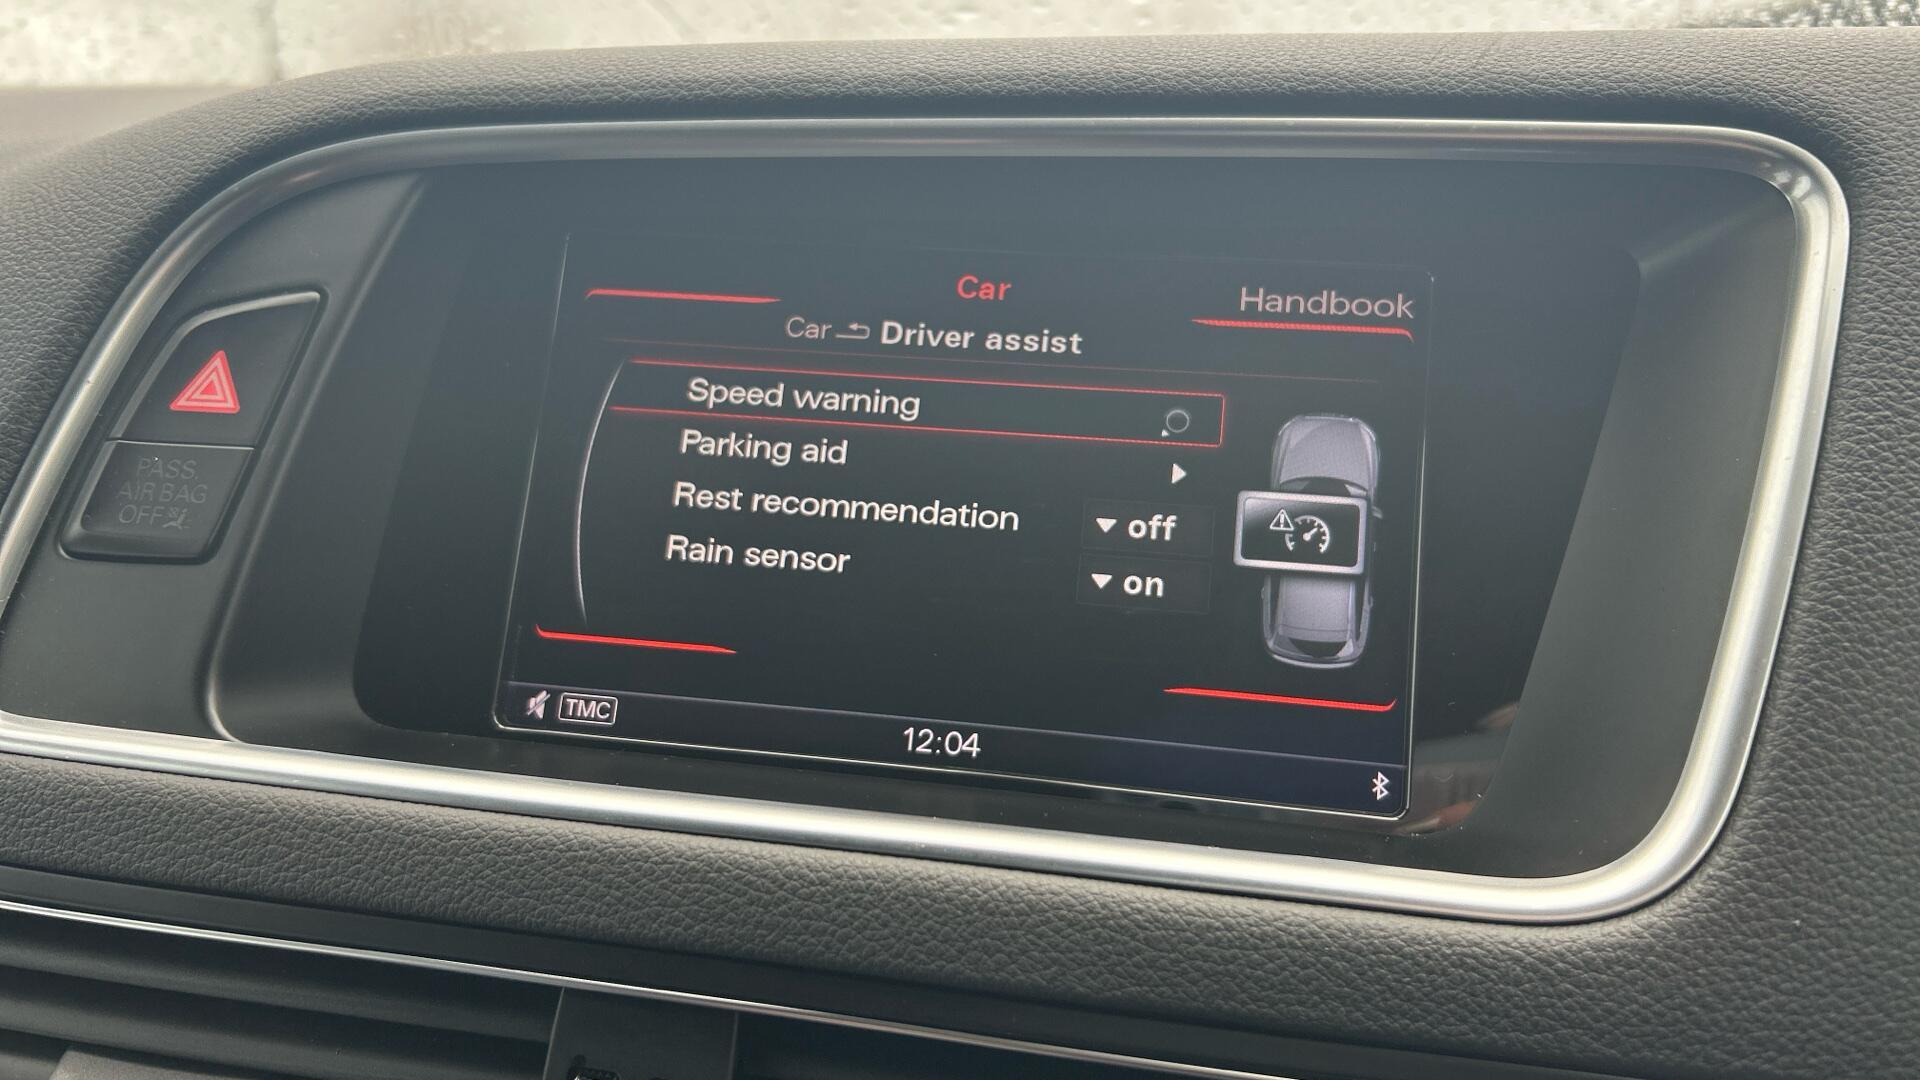 Car
Handbook
Car Driver assist
Speed warning
Parking aid
Rest recommendation off
Rain sensor on
TMC
12:04
PASS.
AIR BAG
OFF